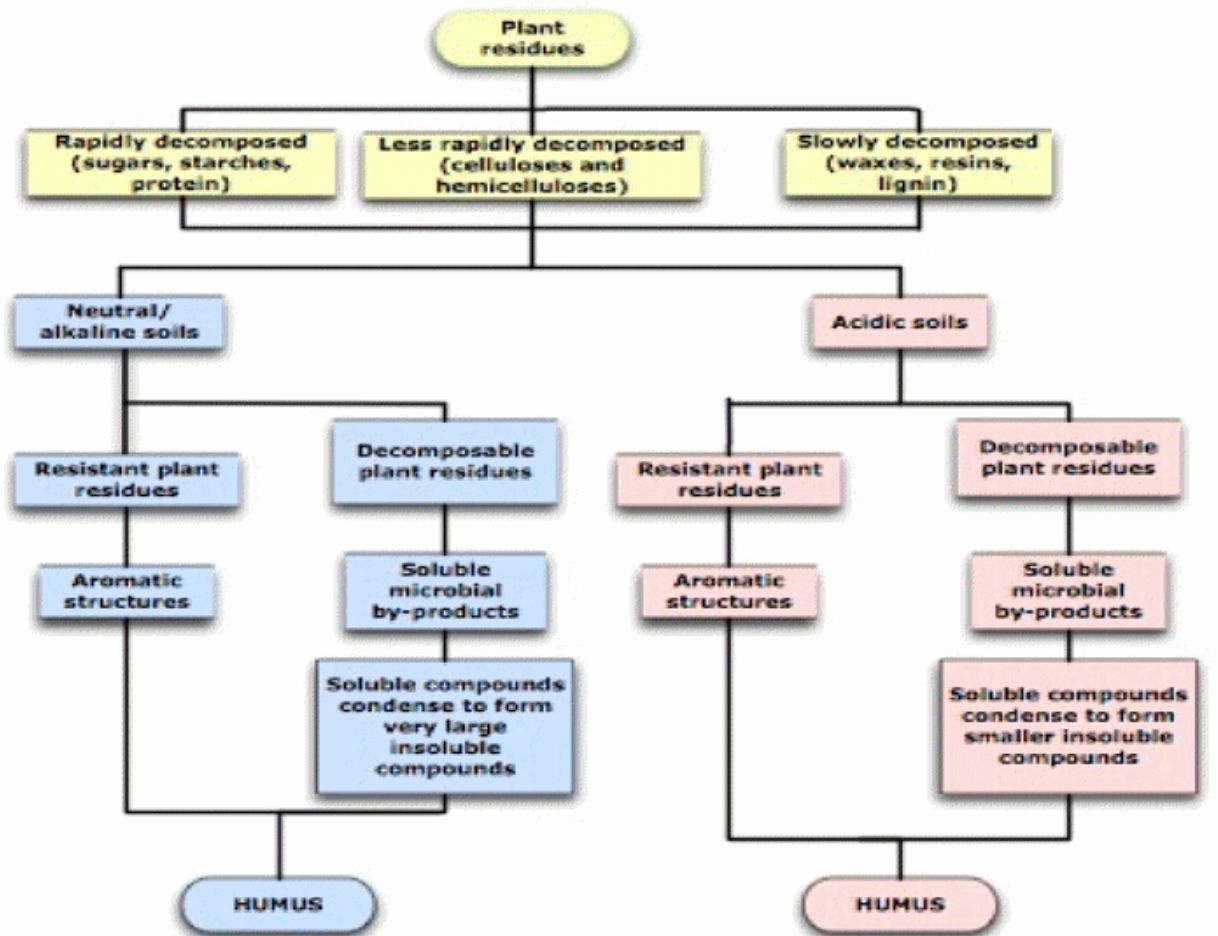 Plant
residues
Rapidly decomposed
(sugars, starches,
protein)
Less rapidly decomposed
(celluloses and
hemicelluloses)
Slowly decomposed
(waxes, resins,
lignin)
Neutral/
alkaline soils
Acidic soils
Resistant plant
residues
Decomposable
plant residues
Resistant plant
residues
Decomposable
plant residues
Aromatic
structures
Soluble
microbial
by-products
Aromatic
structures
Soluble
microbial
by-products
Soluble compounds
condense to form
very large
insoluble
compounds
Soluble compounds
condense to form
smaller insoluble
compounds
HUMUS
HUMUS